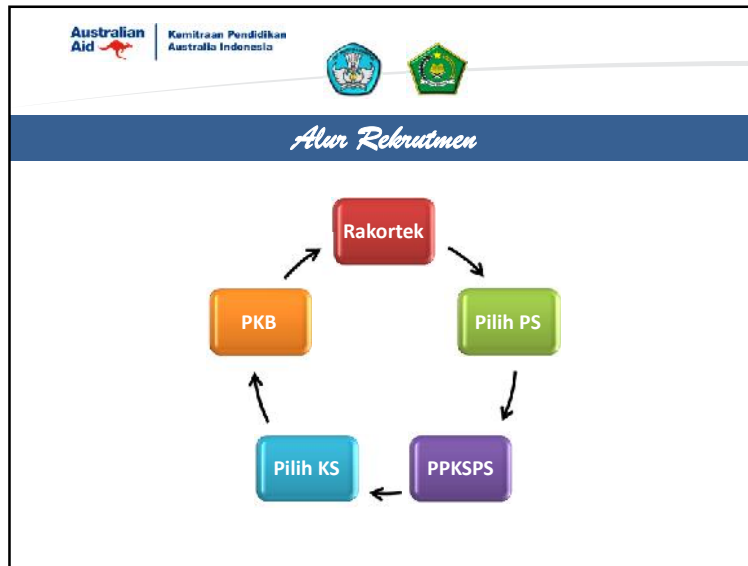 Australian
Aid
Kemitraan Pendidikan
Australia Indonesia
Alur Rekrutmen
Rakortek
Pilih PS
PPKSPS
Pilih KS
PKB